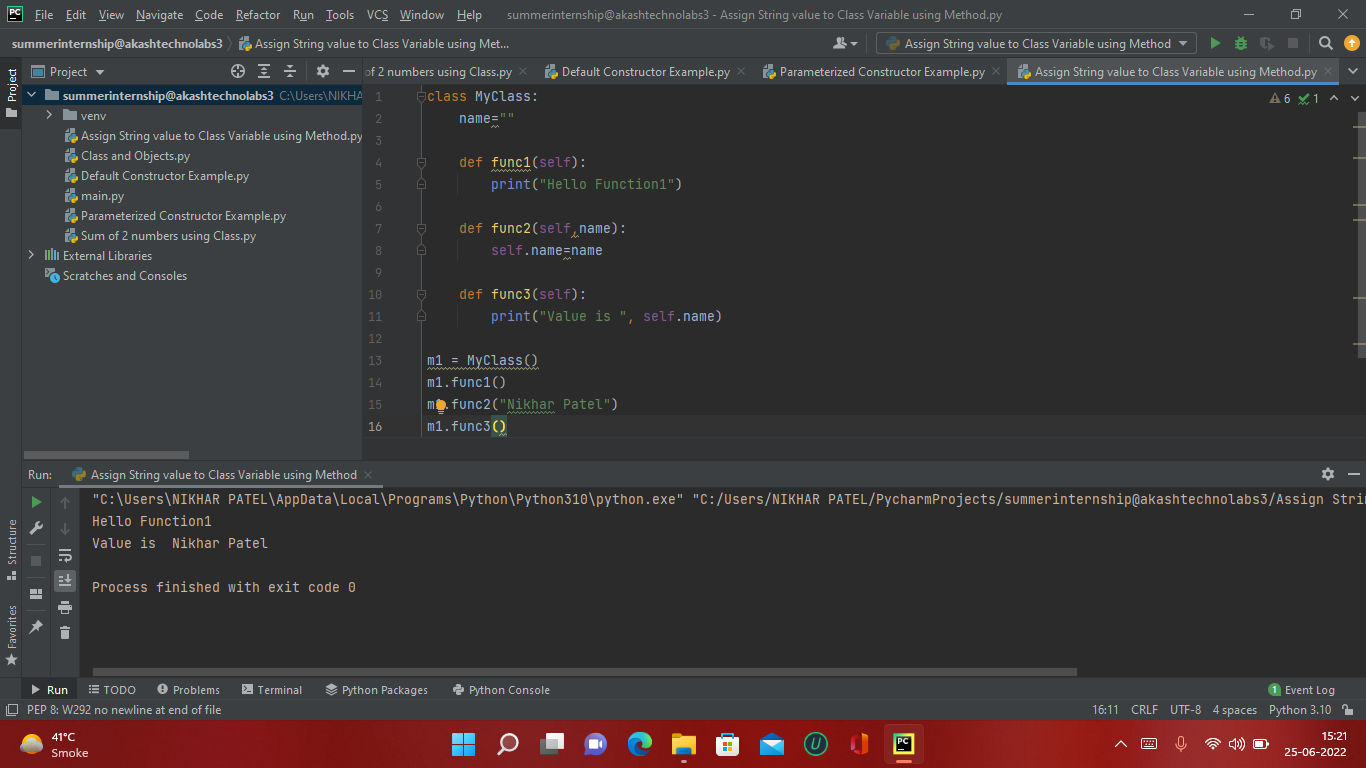 PC File Edit View Navigate Code Refactor Run Tools VCS Window Help summerinternship@akashtechnolabs3 - Assign String value to Class Variable using Method.py
summerinternship@akashtechnolabs3 Assign String value to Class Variable using Met... Assign String value to Class Variable using Method
Project
Project
of 2 numbers using Class.py Default Constructor Example.py Parameterized Constructor Example.py Assign String value to Class Variable using Method.py
summerinternship@akashtechnolabs3 C:\Users\NIKHA
venv
Assign String value to Class Variable using Method.py
Class and Objects.py
Default Constructor Example.py
main.py
Parameterized Constructor Example.py
Sum of 2 numbers using Class.py
External Libraries
Scratches and Consoles
6 1
1 class MyClass:
2 name=""
3
4 def func1(self):
5 print("Hello Function1")
6
7 def func2(self,name):
8 self.name=name
9
10 def func3(self):
11 print("Value is ", self.name)
12
13 m1 = MyClass()
14 m1.func1()
15 m1.func2("Nikhar Patel")
16 m1.func3()
Run: Assign String value to Class Variable using Method
"C:\Users\NIKHAR PATEL\AppData\Local\Programs\Python\Python310\python.exe" "C:/Users/NIKHAR PATEL/PycharmProjects/summerinternship@akashtechnolabs3/Assign Strin
Hello Function1
Value is  Nikhar Patel
Process finished with exit code 0
Structure
Favorites
Run TODO Problems Terminal Python Packages Python Console 1 Event Log
PEP 8: W292 no newline at end of file 16:11 CRLF UTF-8 4 spaces Python 3.10
41°C
Smoke
PC
U
15:21
25-06-2022